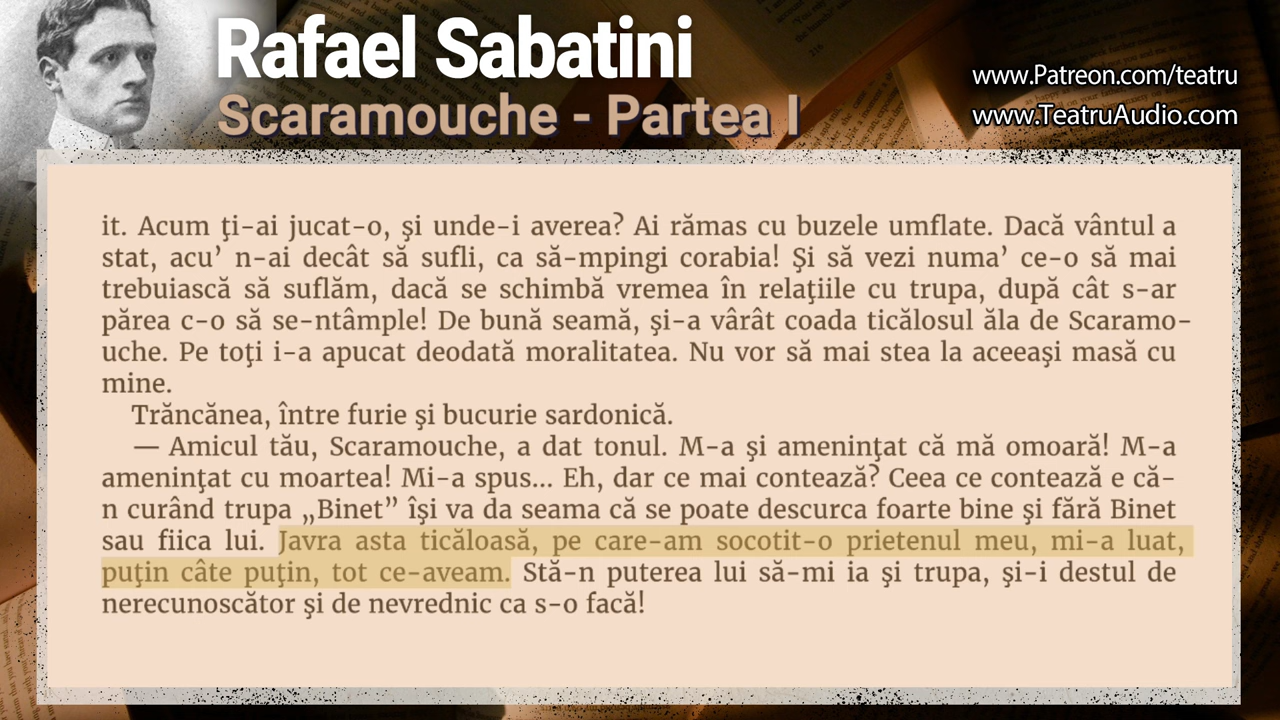 Rafael Sabatini
Scaramouche - Partea I
www.Patreon.com/teatru
www.TeatruAudio.com
it. Acum ţi-ai jucat-o, şi unde-i averea? Ai rămas cu buzele umflate. Dacă vântul a
stat, acu’ n-ai decât să sufli, ca să-mpingi corabia! Şi să vezi numa’ ce-o să mai
trebuiască să suflăm, dacă se schimbă vremea în relaţiile cu trupa, după cât s-ar
părea c-o să se-ntâmple! De bună seamă, şi-a vârât coada ticălosul ăla de Scaramo-
uche. Pe toţi i-a apucat deodată moralitatea. Nu vor să mai stea la aceeaşi masă cu
mine.
Trăncănea, între furie şi bucurie sardonică.
— Amicul tău, Scaramouche, a dat tonul. M-a şi ameninţat că mă omoară! M-a
ameninţat cu moartea! Mi-a spus... Eh, dar ce mai contează? Ceea ce contează e că-
n curând trupa „Binet” îşi va da seama că se poate descurca foarte bine şi fără Binet
sau fiica lui. Javra asta ticăloasă, pe care-am socotit-o prietenul meu, mi-a luat,
puţin câte puţin, tot ce-aveam. Stă-n puterea lui să-mi ia şi trupa, şi-i destul de
nerecunoscător şi de nevrednic ca s-o facă!